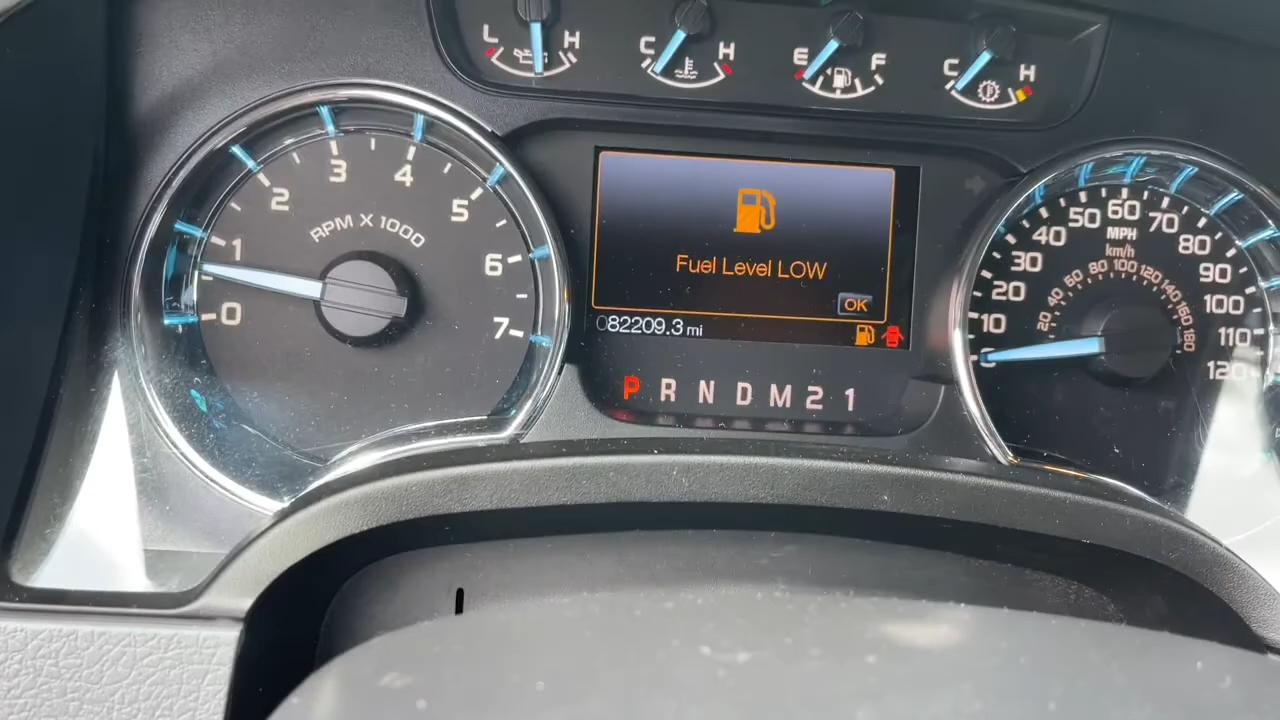 L H
C H
E F
C H
RPM X 1000
0 1 2 3 4 5 6 7
Fuel Level LOW
OK
082209.3 mi
P R N D M 2 1
MPH
km/h
0 10 20 30 40 50 60 70 80 90 100 110 120
20 40 60 80 100 120 140 160 180